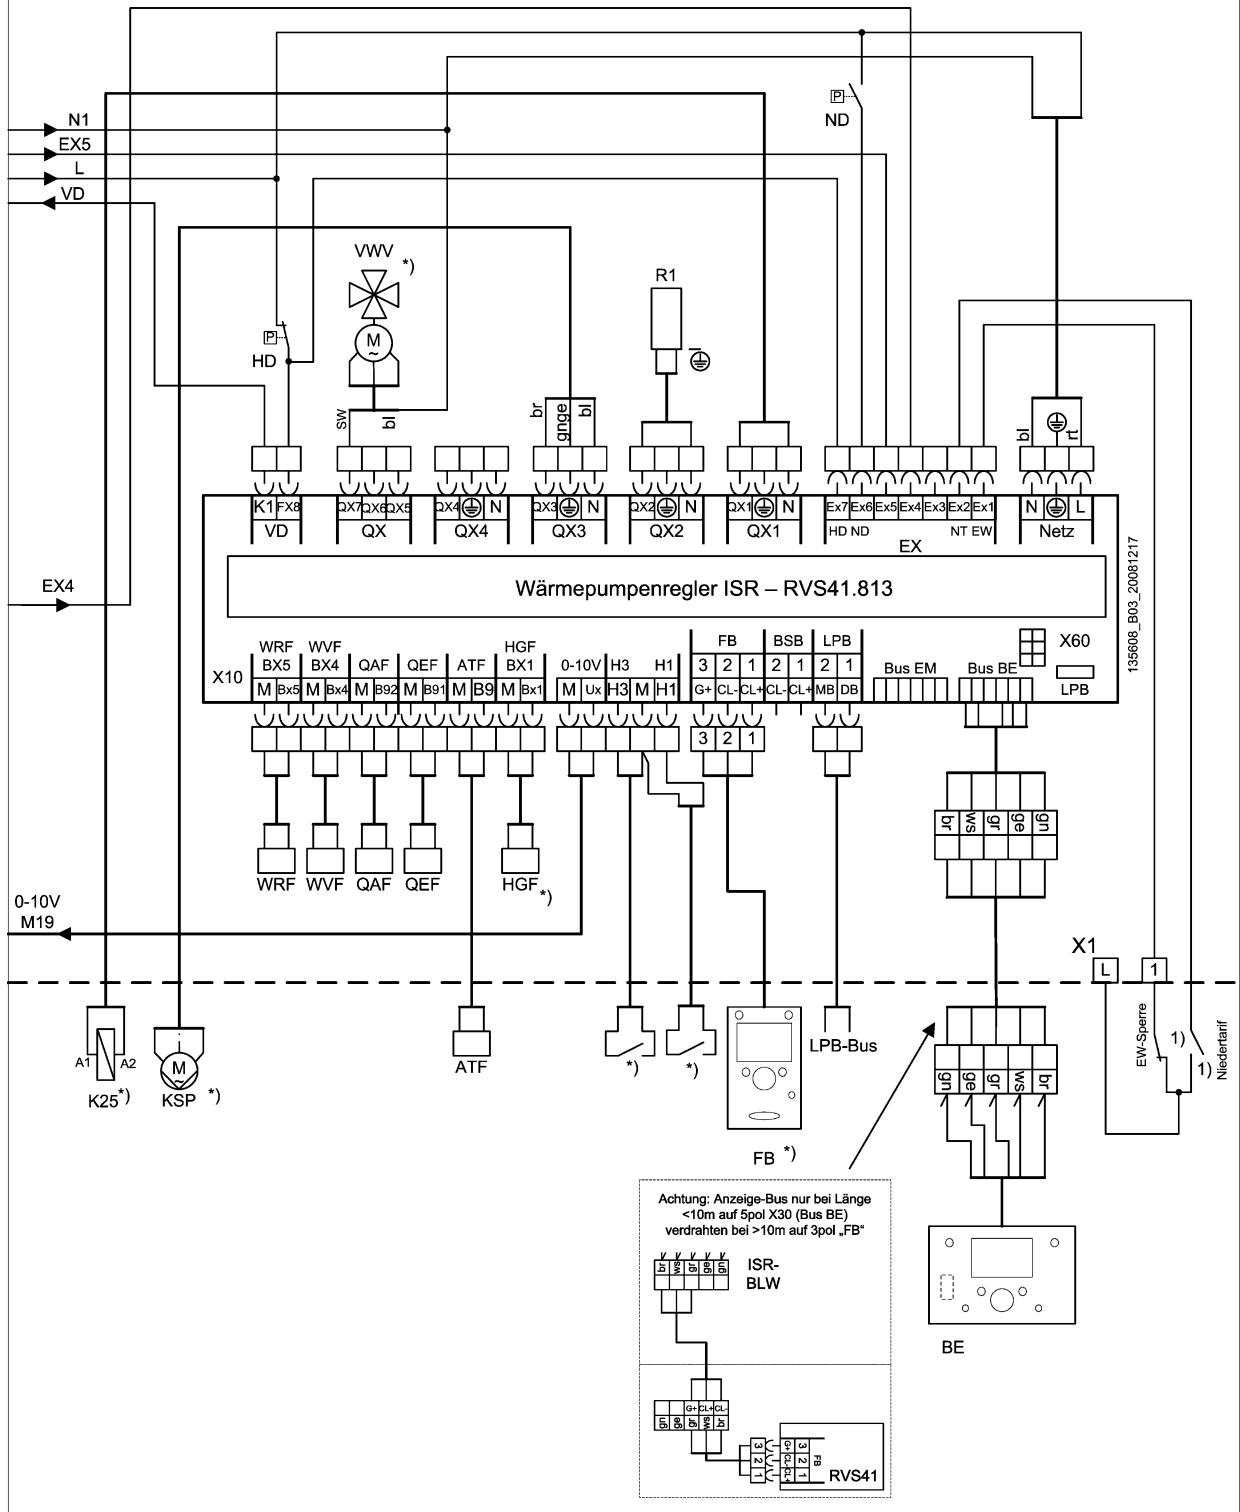 N1
EX5
L
VD
P
ND
VWV *)
M
~
R1
P
HD
sw
bl
br
gnge
bl
bl
rt
K1 FX8
QX7 QX6 QX5
QX4 N
QX3 N
QX2 N
QX1 N
Ex7 Ex6 Ex5 Ex4 Ex3 Ex2 Ex1
N L
VD
QX
QX4
QX3
QX2
QX1
HD ND
NT EW
EX
Netz
EX4
Wärmepumpenregler ISR – RVS41.813
135608_B03_20081217
X10
WRF
BX5
WVF
BX4
QAF
QEF
ATF
HGF
BX1
0-10V
H3
H1
FB
BSB
LPB
3 2 1
2 1
2 1
M Bx5
M Bx4
M B92
M B91
M B9
M Bx1
M Ux
H3 M H1
G+ CL- CL+
CL- CL+
MB DB
Bus EM
Bus BE
X60
LPB
3 2 1
br
ws
gr
ge
gn
WRF
WVF
QAF
QEF
HGF *)
0-10V
M19
X1
L
1
A1
A2
K25 *)
M
~
KSP *)
ATF
*)
*)
FB *)
LPB-Bus
gn
ge
gr
ws
br
EW-Sperre
1)
1)
Niedertarif
Achtung: Anzeige-Bus nur bei Länge
<10m auf 5pol X30 (Bus BE)
verdrahten bei >10m auf 3pol „FB“
br
ws
gr
ge
gn
ISR-
BLW
BE
G+ CL+ CL-
gn
ge
gr
ws
br
3
2
1
G+
CL-
CL+
3
2
1
FB
RVS41